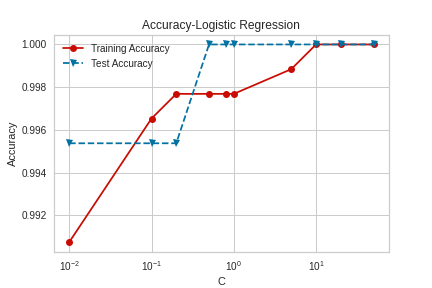 Accuracy-Logistic Regression
1.000
0.998
0.996
0.994
0.992
Accuracy
Training Accuracy
Test Accuracy
10⁻²
10⁻¹
10⁰
10¹
C